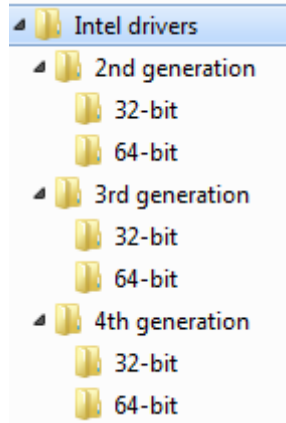 Intel drivers
2nd generation
32-bit
64-bit
3rd generation
32-bit
64-bit
4th generation
32-bit
64-bit